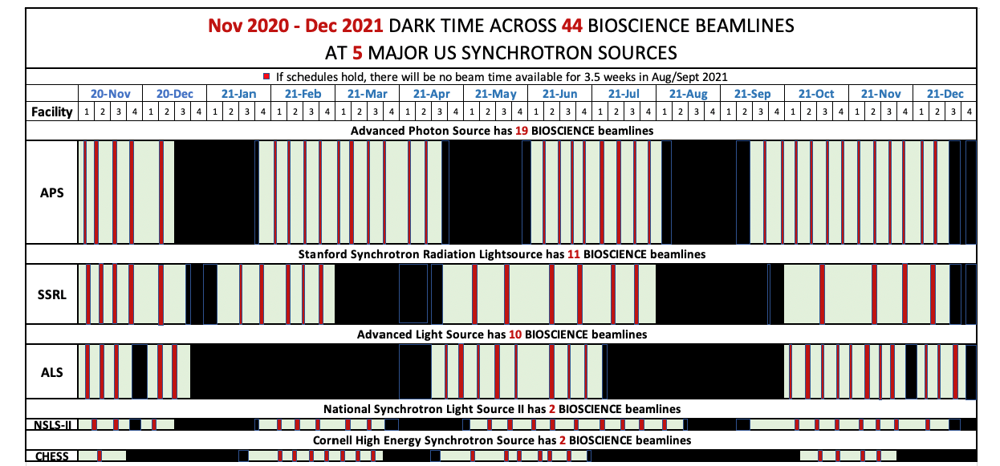 Nov 2020 - Dec 2021 DARK TIME ACROSS 44 BIOSCIENCE BEAMLINES
AT 5 MAJOR US SYNCHROTRON SOURCES
If schedules hold, there will be no beam time available for 3.5 weeks in Aug/Sept 2021
20-Nov 20-Dec 21-Jan 21-Feb 21-Mar 21-Apr 21-May 21-Jun 21-Jul 21-Aug 21-Sep 21-Oct 21-Nov 21-Dec
Facility 1 2 3 4 1 2 3 4 1 2 3 4 1 2 3 4 1 2 3 4 1 2 3 4 1 2 3 4 1 2 3 4 1 2 3 4 1 2 3 4 1 2 3 4 1 2 3 4 1 2 3 4 1 2 3 4
Advanced Photon Source has 19 BIOSCIENCE beamlines
APS
Stanford Synchrotron Radiation Lightsource has 11 BIOSCIENCE beamlines
SSRL
Advanced Light Source has 10 BIOSCIENCE beamlines
ALS
National Synchrotron Light Source II has 2 BIOSCIENCE beamlines
NSLS-II
Cornell High Energy Synchrotron Source has 2 BIOSCIENCE beamlines
CHESS